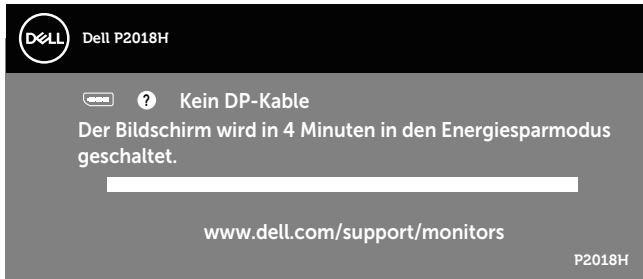 DELL
Dell P2018H
? Kein DP-Kable
Der Bildschirm wird in 4 Minuten in den Energiesparmodus
geschaltet.
www.dell.com/support/monitors
P2018H